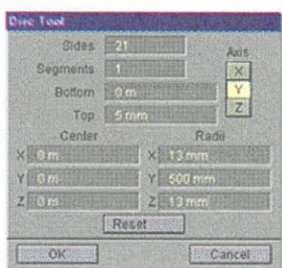 Disc Tool
Sides 21
Axis
Segments 1
X
Bottom 0 m
Y
Top 5 mm
Z
Center Radii
X 0 m X 13 mm
Y 0 m Y 500 mm
Z 0 m Z 13 mm
Reset
OK Cancel